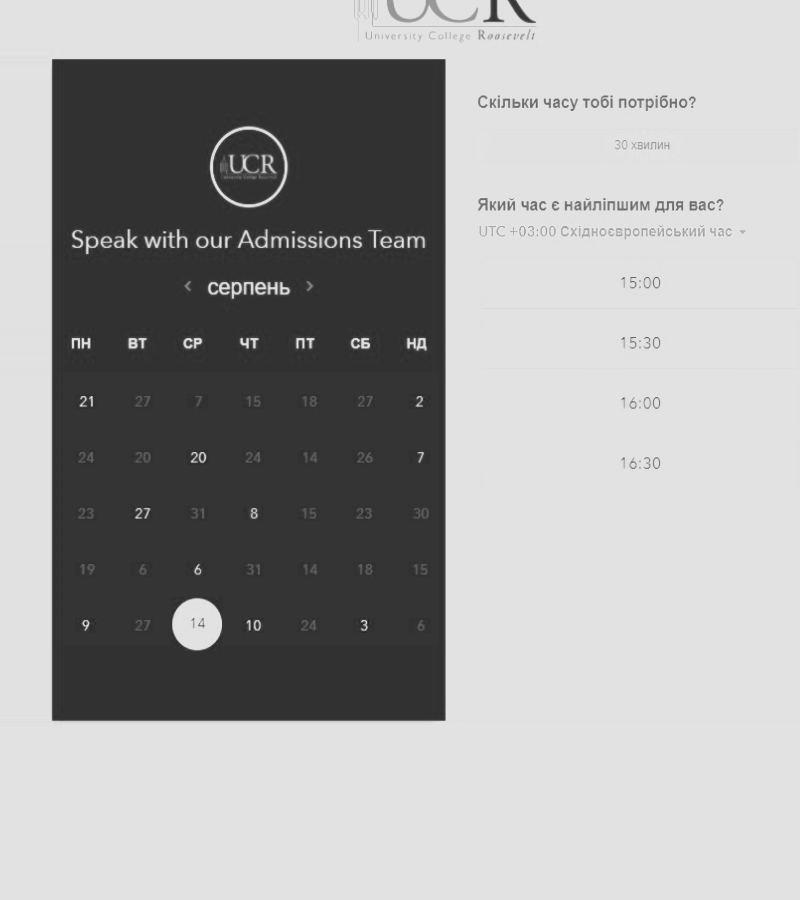 UCR
University College Roosevelt
UCR
Speak with our Admissions Team
серпень
ПН ВТ СР ЧТ ПТ СБ НД
21 27 7 15 18 27 2
24 20 20 24 14 26 7
23 27 31 8 15 23 30
19 6 6 31 14 18 15
9 27 14 10 24 3 6
Скільки часу тобі потрібно?
30 хвилин
Який час є найліпшим для вас?
UTC +03:00 Східноєвропейський час
15:00
15:30
16:00
16:30